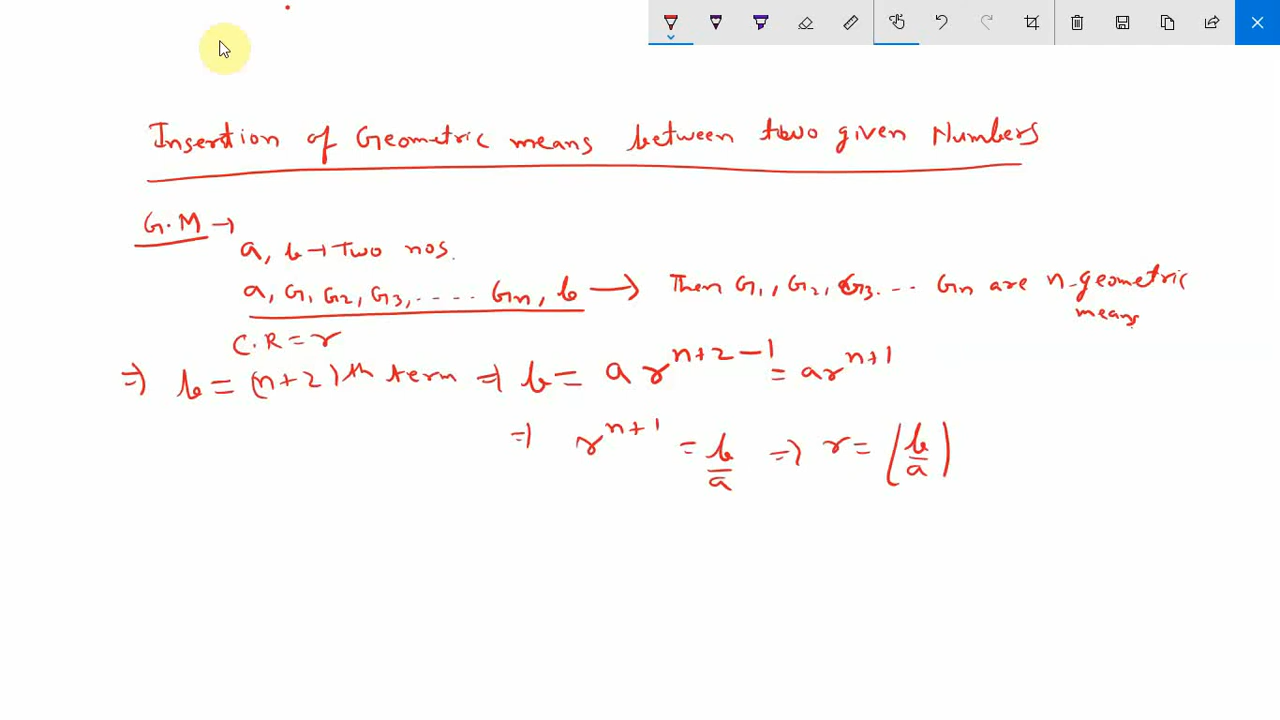 Insertion of Geometric means between two given Numbers
G.M →
a, b → Two nos.
a, G1, G2, G3, ..... Gn, b → Then G1, G2, G3... Gn are n-geometric means
C.R = r
⇒ b = (n+2)th term ⇒ b = a r^{n+2-1} = ar^{n+1}
⇒ r^{n+1} = b/a ⇒ r = (b/a)